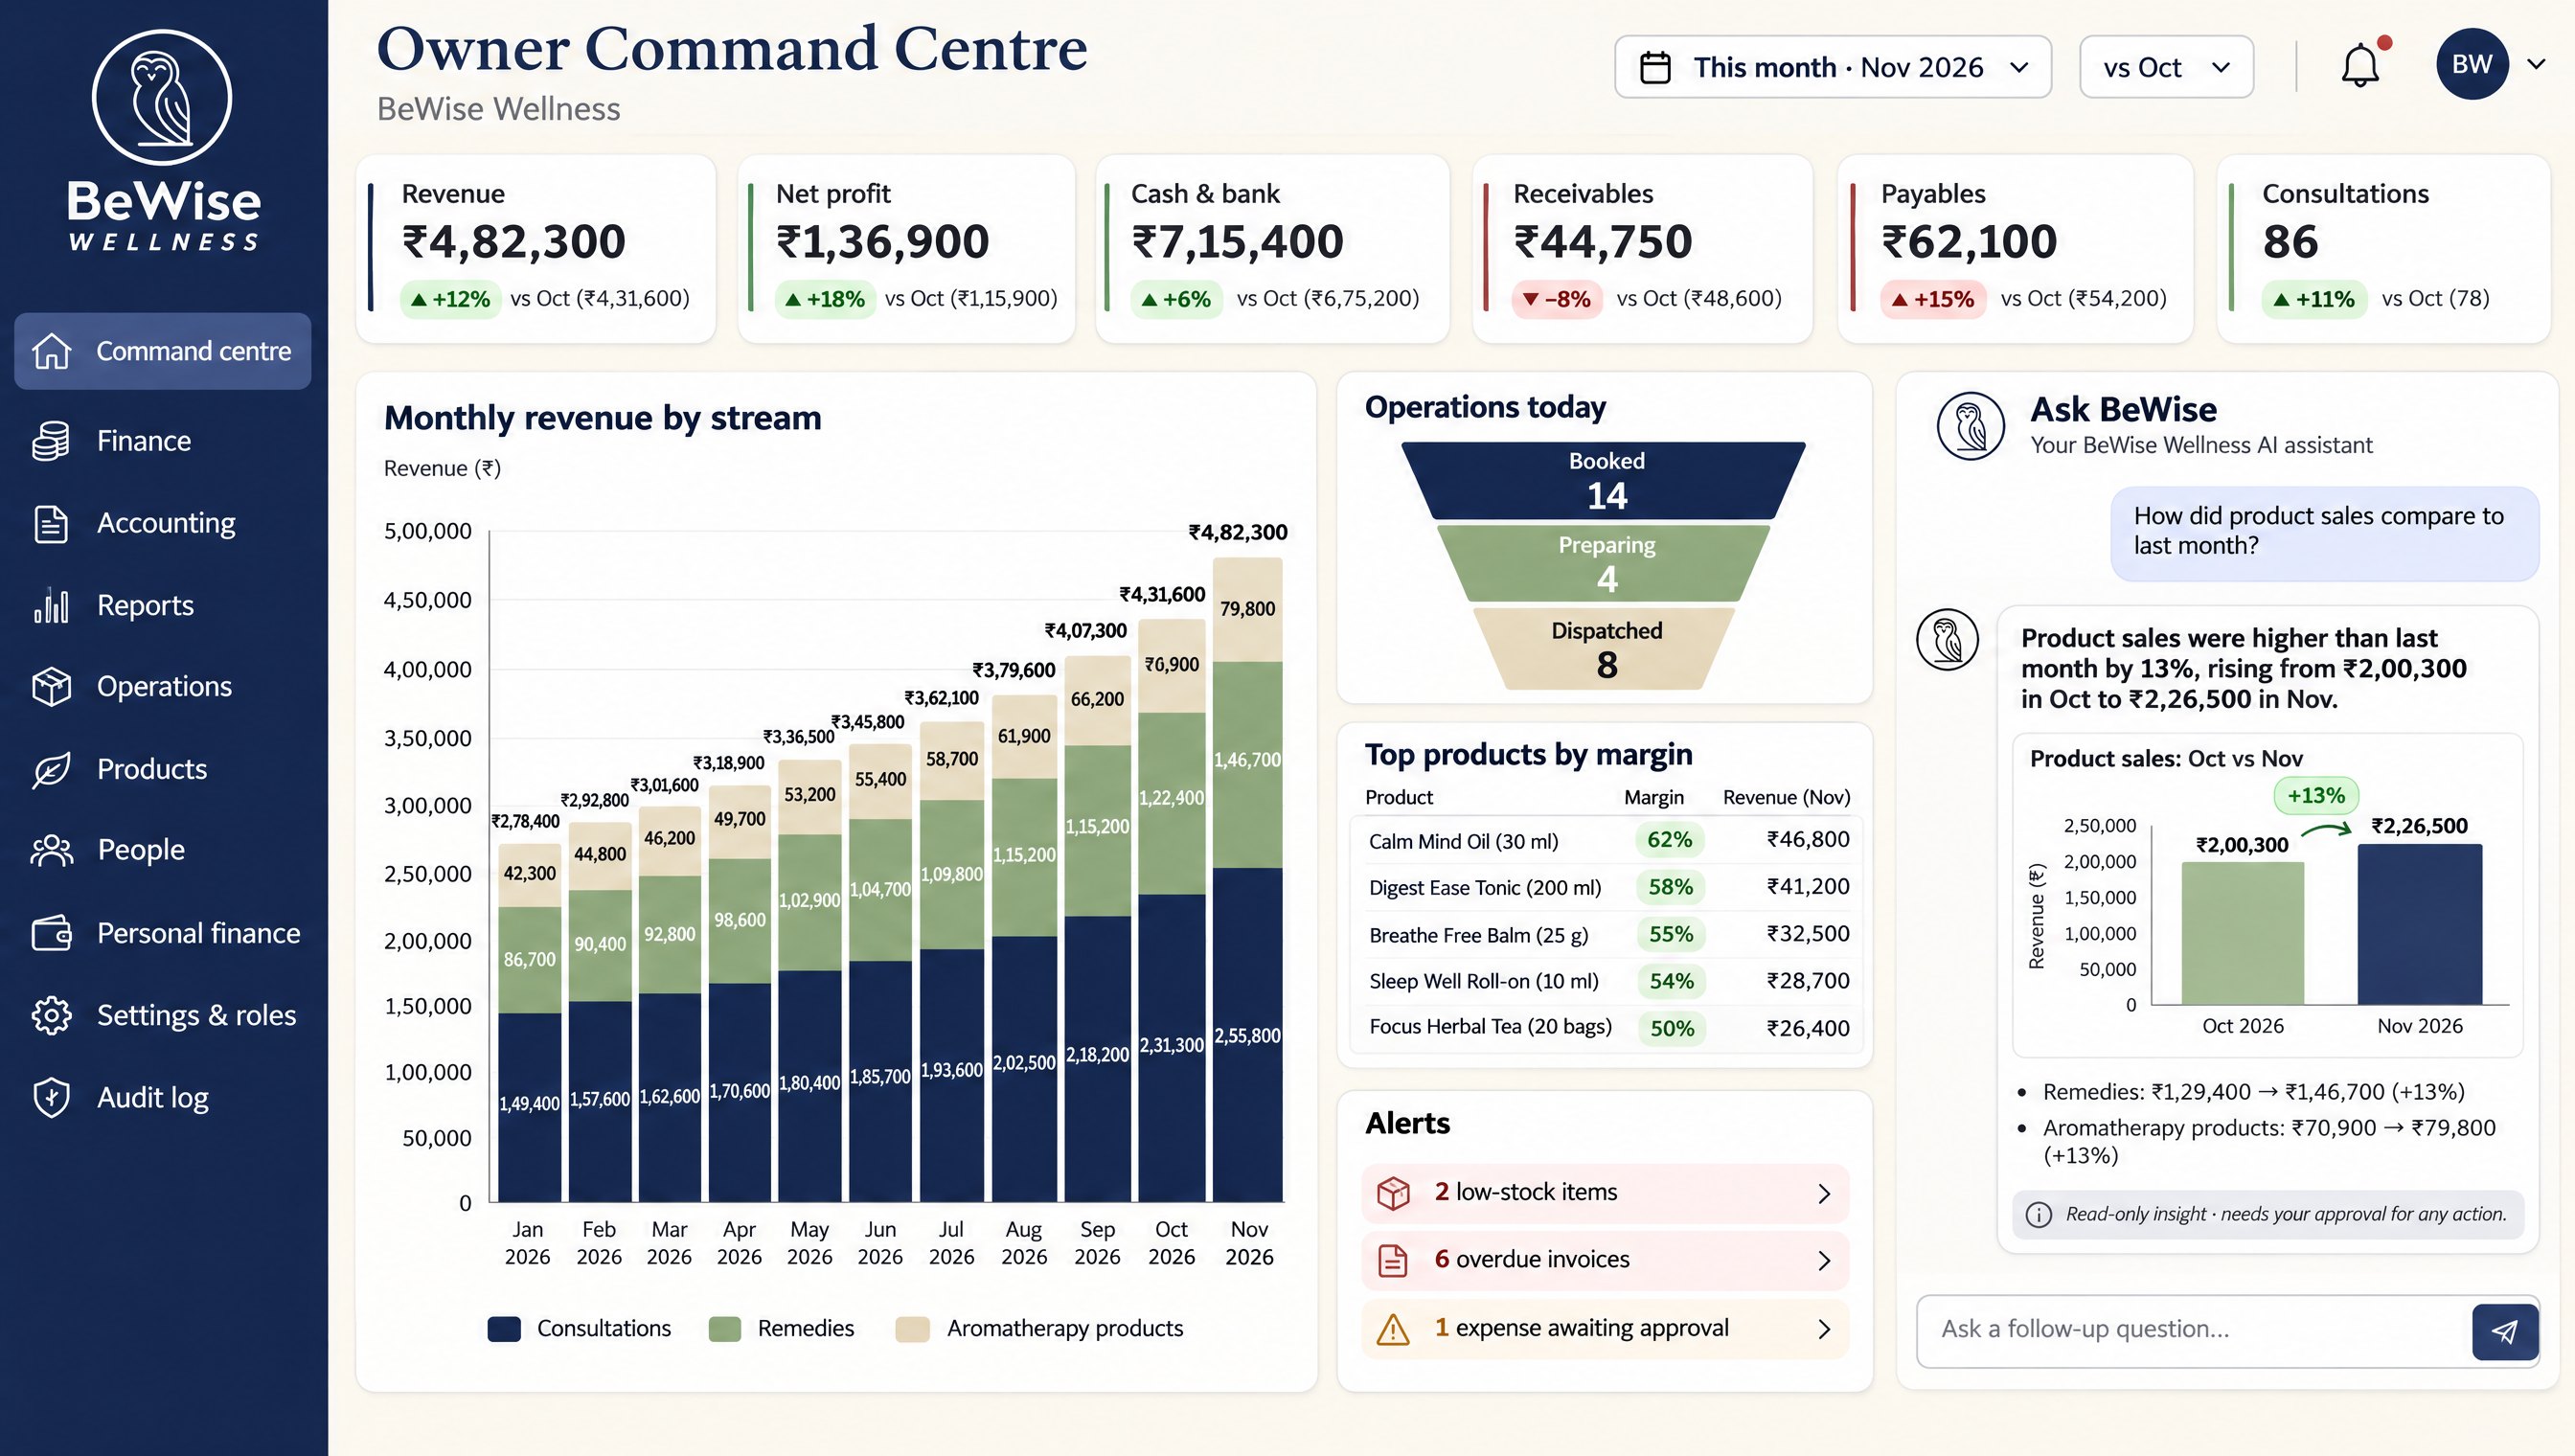 BeWise
WELLNESS
Command centre
Finance
Accounting
Reports
Operations
Products
People
Personal finance
Settings & roles
Audit log
Owner Command Centre
BeWise Wellness
This month · Nov 2026
vs Oct
BW
Revenue
₹4,82,300
▲ +12% vs Oct (₹4,31,600)
Net profit
₹1,36,900
▲ +18% vs Oct (₹1,15,900)
Cash & bank
₹7,15,400
▲ +6% vs Oct (₹6,75,200)
Receivables
₹44,750
▼ –8% vs Oct (₹48,600)
Payables
₹62,100
▲ +15% vs Oct (₹54,200)
Consultations
86
▲ +11% vs Oct (78)
Monthly revenue by stream
Revenue (₹)
5,00,000
4,50,000
4,00,000
3,50,000
3,00,000
2,50,000
2,00,000
1,50,000
1,00,000
50,000
0
₹2,78,400
42,300
86,700
1,49,400
₹2,92,800
44,800
90,400
1,57,600
₹3,01,600
46,200
92,800
1,62,600
₹3,18,900
49,700
98,600
1,70,600
₹3,36,500
53,200
1,02,900
1,80,400
₹3,45,800
55,400
1,04,700
1,85,700
₹3,62,100
58,700
1,09,800
1,93,600
₹3,79,600
61,900
1,15,200
2,02,500
₹4,07,300
66,200
1,15,200
2,18,200
₹4,31,600
2,31,300
₹4,82,300
79,800
1,46,700
2,55,800
Jan 2026
Feb 2026
Mar 2026
Apr 2026
May 2026
Jun 2026
Jul 2026
Aug 2026
Sep 2026
Oct 2026
Nov 2026
Consultations
Remedies
Aromatherapy products
Operations today
Booked
14
Preparing
4
Dispatched
8
Top products by margin
Product Margin Revenue (Nov)
Calm Mind Oil (30 ml) 62% ₹46,800
Digest Ease Tonic (200 ml) 58% ₹41,200
Breathe Free Balm (25 g) 55% ₹32,500
Sleep Well Roll-on (10 ml) 54% ₹28,700
Focus Herbal Tea (20 bags) 50% ₹26,400
Alerts
2 low-stock items
6 overdue invoices
1 expense awaiting approval
Ask BeWise
Your BeWise Wellness AI assistant
How did product sales compare to
last month?
Product sales were higher than last
month by 13%, rising from ₹2,00,300
in Oct to ₹2,26,500 in Nov.
Product sales: Oct vs Nov
+13%
Revenue (₹)
2,50,000
2,00,000
1,50,000
1,00,000
50,000
0
₹2,00,300
₹2,26,500
Oct 2026
Nov 2026
• Remedies: ₹1,29,400 → ₹1,46,700 (+13%)
• Aromatherapy products: ₹70,900 → ₹79,800
(+13%)
Read-only insight · needs your approval for any action.
Ask a follow-up question...